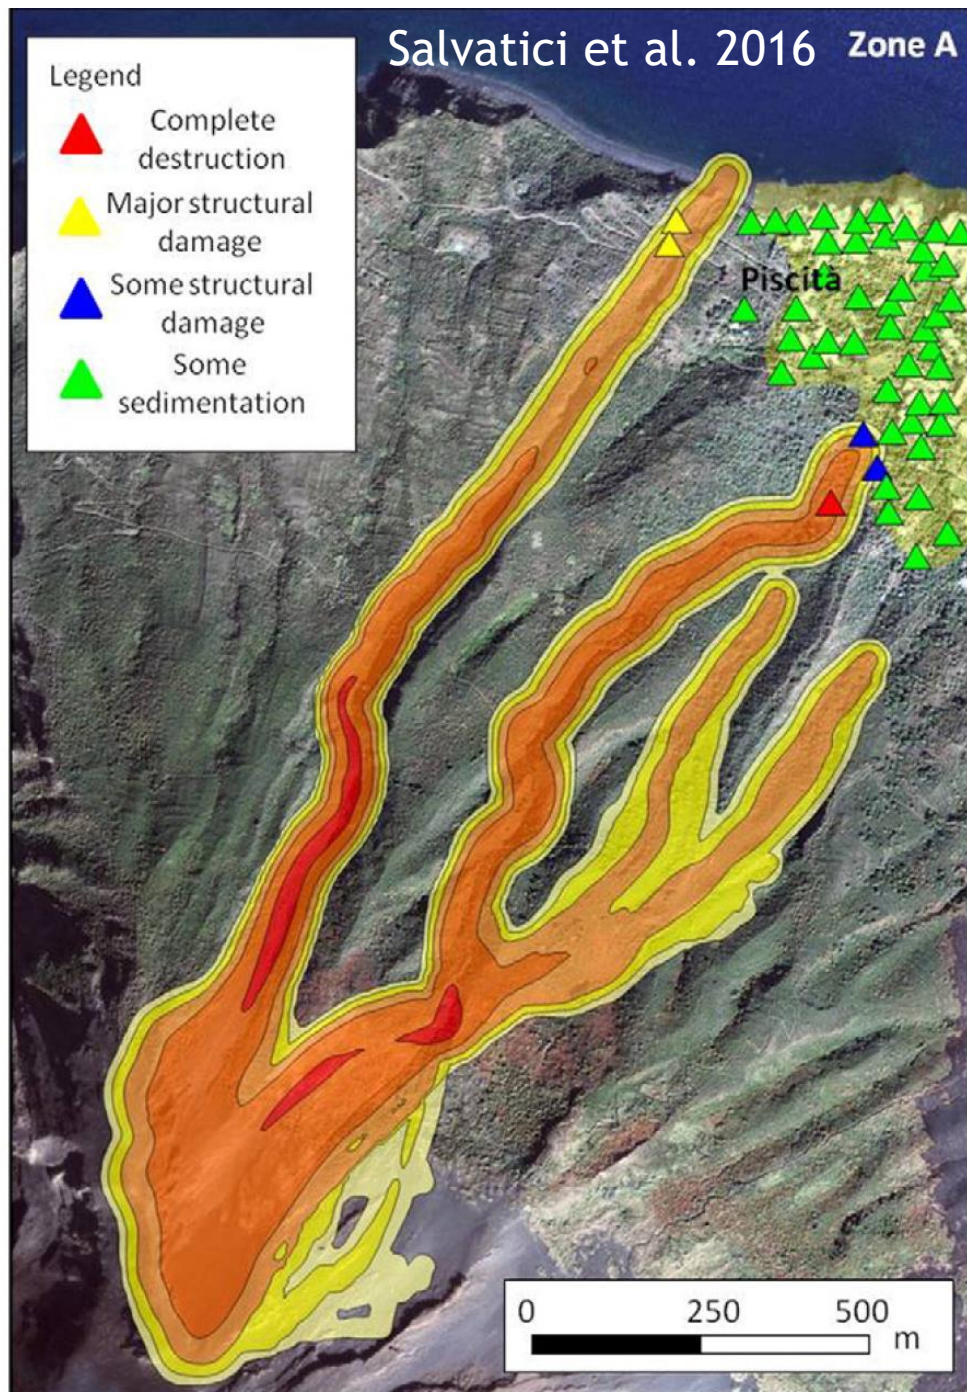 Salvatici et al. 2016
Zone A
Legend
Complete
destruction
Major structural
damage
Some structural
damage
Some
sedimentation
Piscità
0 250 500
m